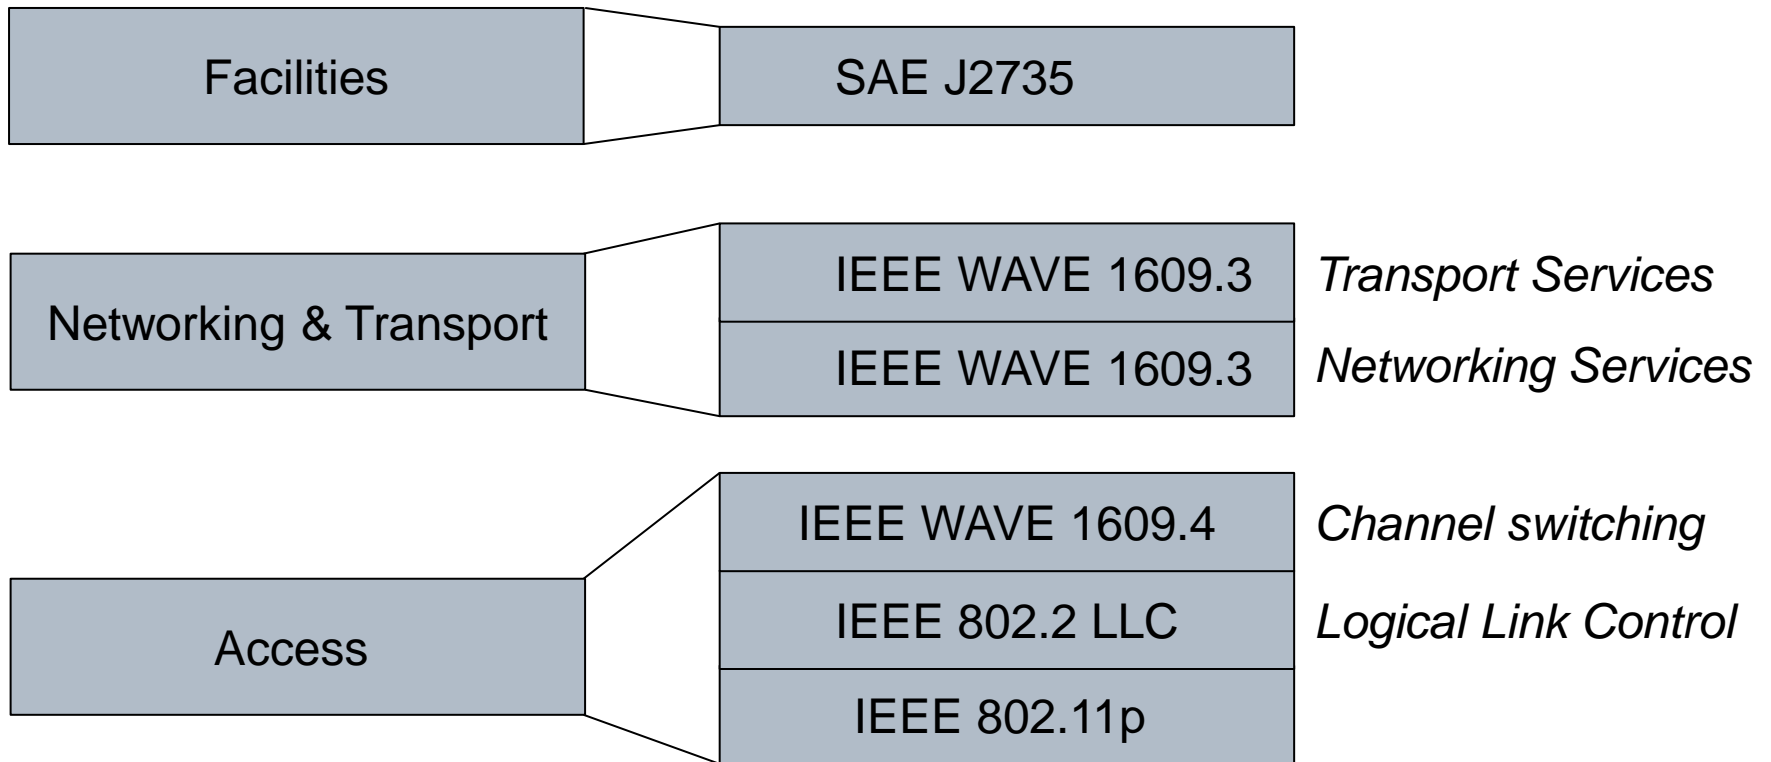 Facilities
SAE J2735
Networking & Transport
IEEE WAVE 1609.3
Transport Services
IEEE WAVE 1609.3
Networking Services
Access
IEEE WAVE 1609.4
Channel switching
IEEE 802.2 LLC
Logical Link Control
IEEE 802.11p